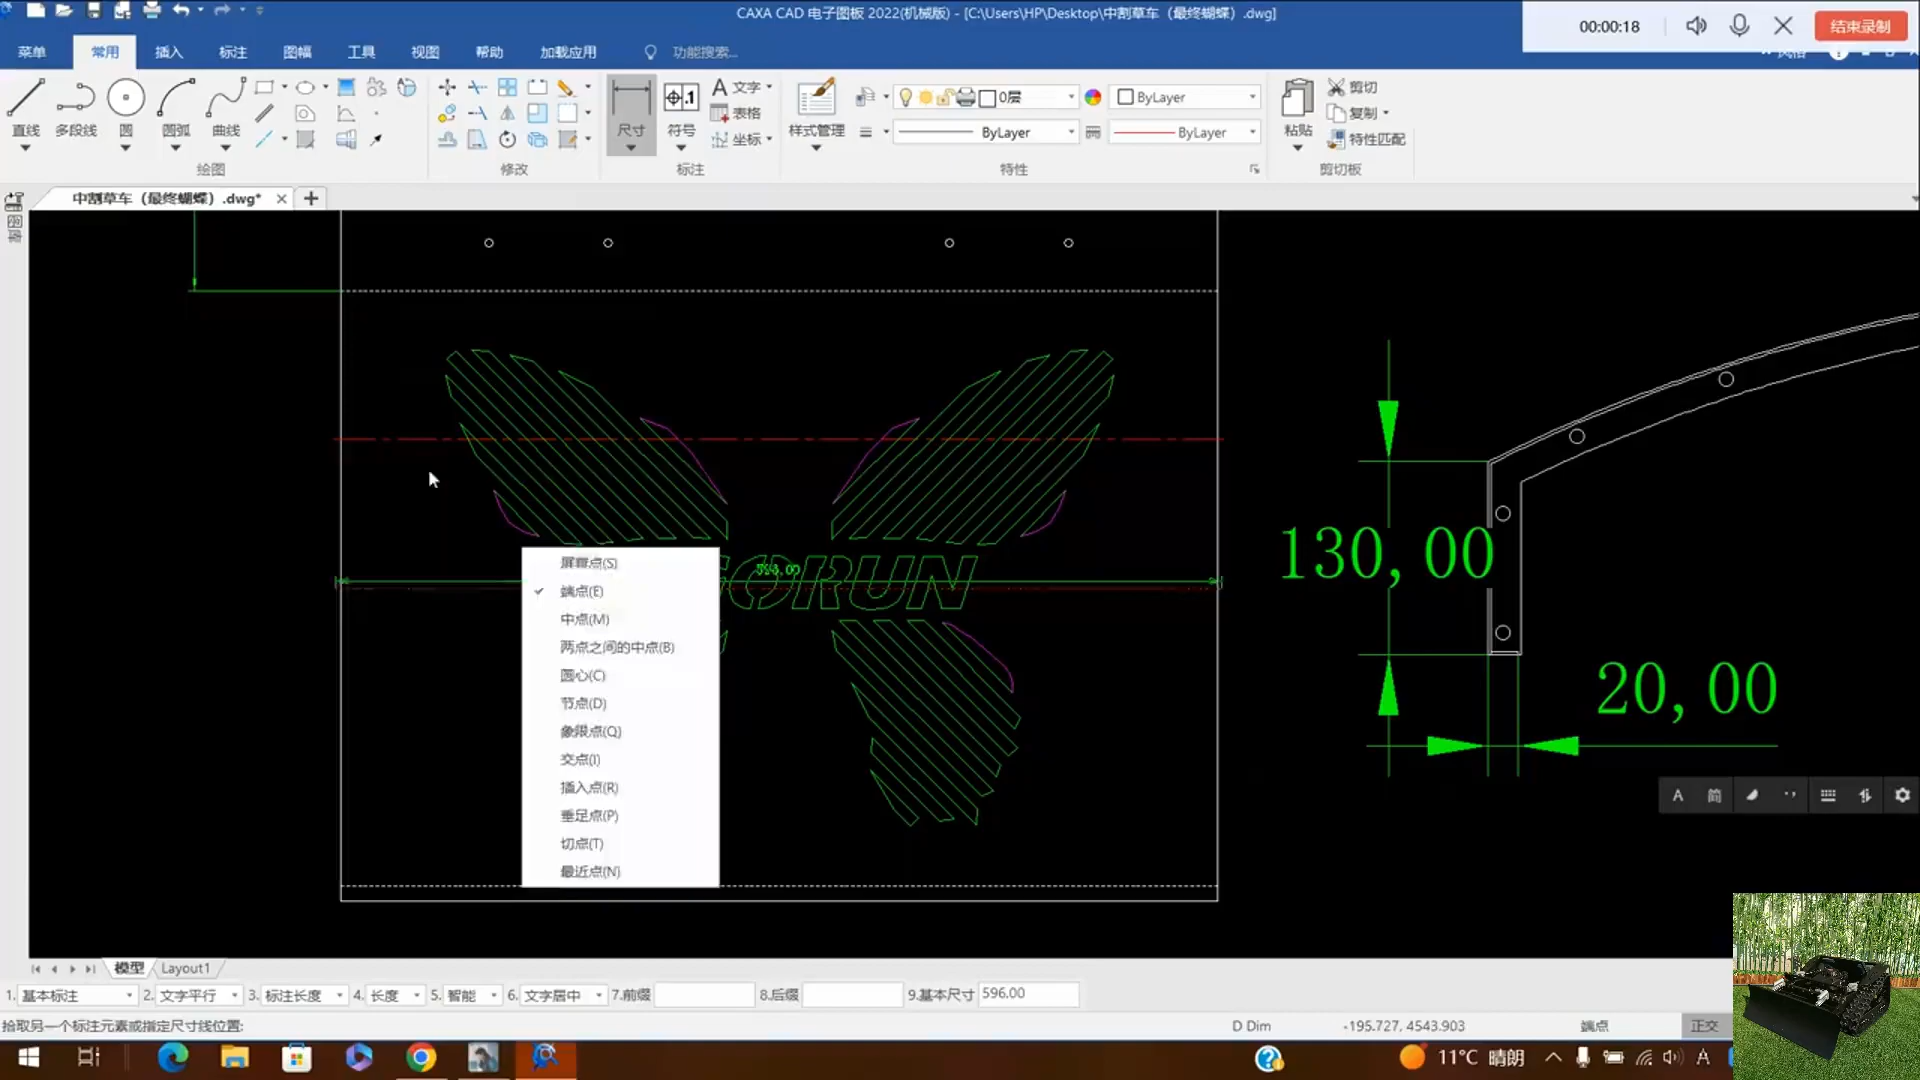 CAXA CAD 电子图板 2022(机械版) - [C:\Users\HP\Desktop\中割草车（最终蝴蝶）.dwg]
00:00:18
结束录制
菜单 常用 插入 标注 图幅 工具 视图 帮助 加载应用 功能搜索...
风格
直线 多段线 圆 圆弧 曲线
绘图
修改
尺寸 符号
A 文字
表格
坐标
标注
样式管理
0层
ByLayer
ByLayer
ByLayer
特性
粘贴
剪切
复制
特性匹配
剪切板
中割草车（最终蝴蝶）.dwg*
屏幕点(S)
端点(E)
中点(M)
两点之间的中点(B)
圆心(C)
节点(D)
象限点(Q)
交点(I)
插入点(R)
垂足点(P)
切点(T)
最近点(N)
ORUN
130,00
20,00
A 简
模型 Layout1
1. 基本标注 2. 文字平行 3. 标注长度 4. 长度 5. 智能 6. 文字居中 7.前缀 8.后缀 9.基本尺寸 596.00
拾取另一个标注元素或指定尺寸线位置:
D Dim
-195.727, 4543.903
端点
正交
11°C 晴朗